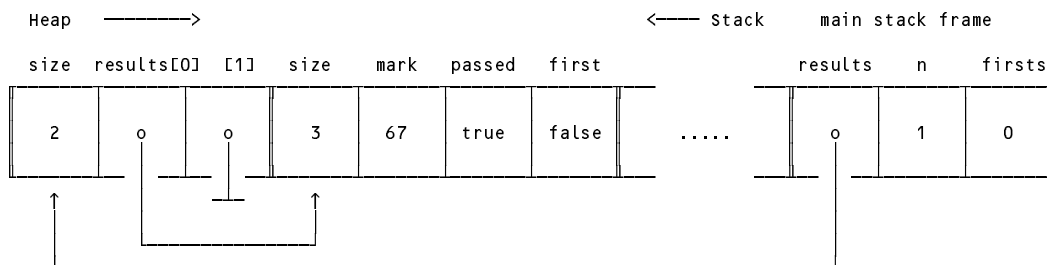 Heap Stack main stack frame
size results[0] [1] size mark passed first results n firsts
2 o o 3 67 true false ..... o 1 0